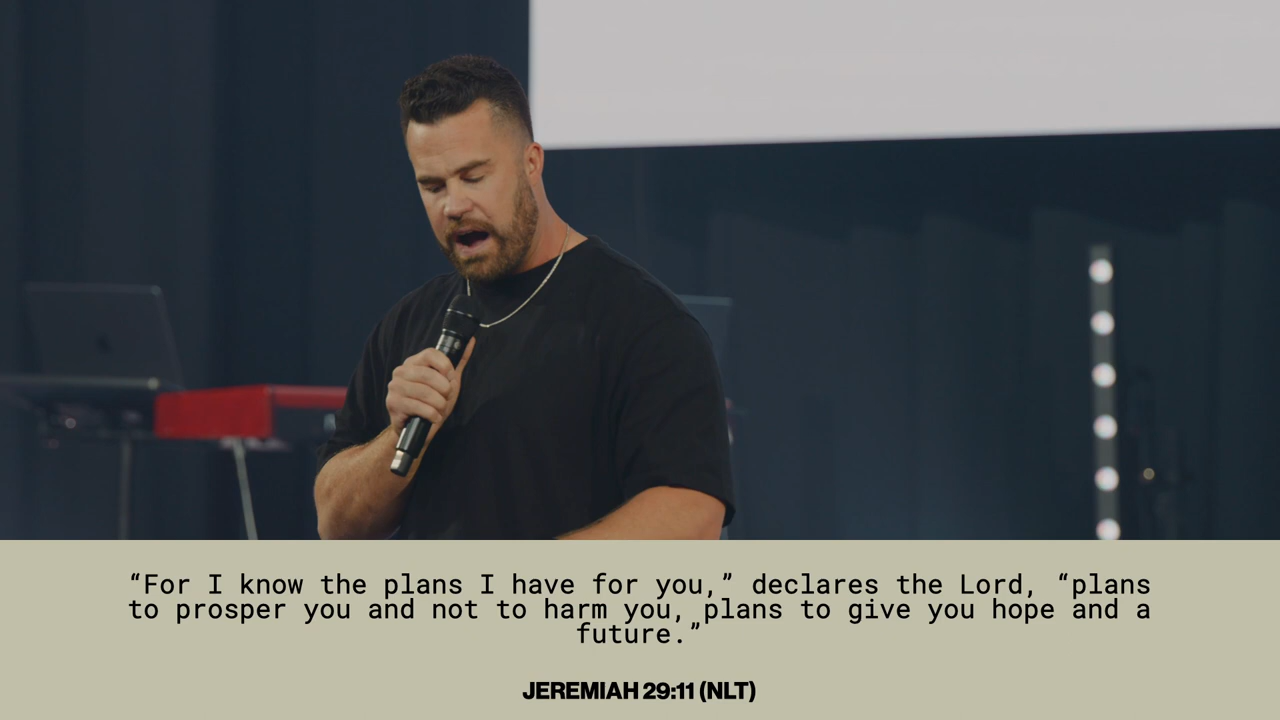 “For I know the plans I have for you,” declares the Lord, “plans
to prosper you and not to harm you, plans to give you hope and a
future.”
JEREMIAH 29:11 (NLT)